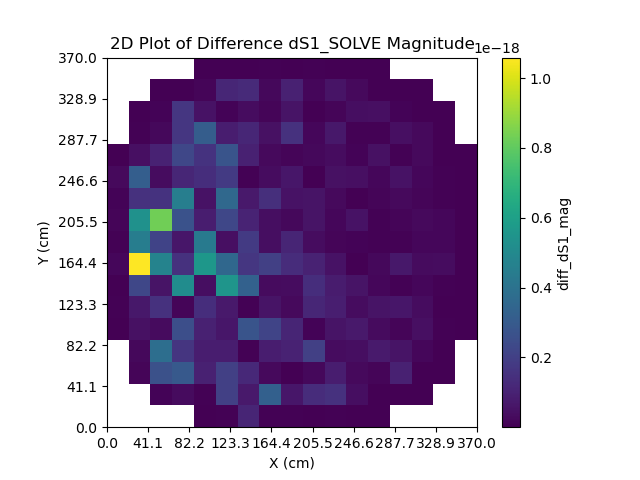 2D Plot of Difference dS1_SOLVE Magnitude
1e−18
370.0
328.9
287.7
246.6
205.5
164.4
123.3
82.2
41.1
0.0
Y (cm)
0.0 41.1 82.2 123.3 164.4 205.5 246.6 287.7 328.9 370.0
X (cm)
1.0
0.8
0.6
0.4
0.2
diff_dS1_mag